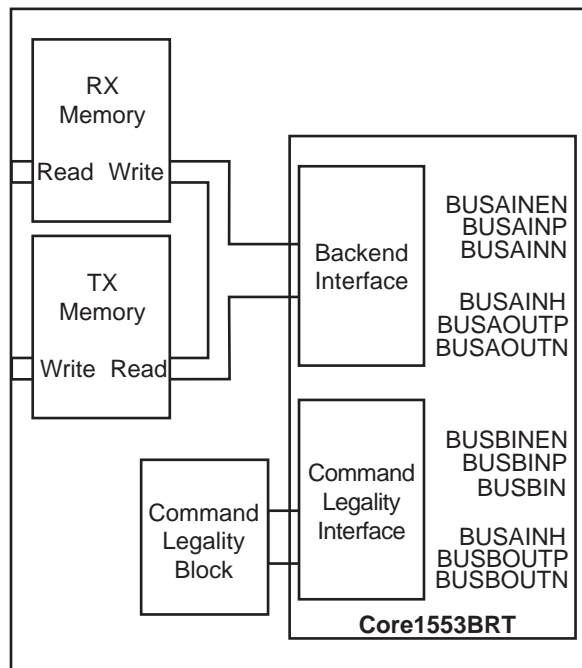 RX
Memory
Read Write
TX
Memory
Write Read
Backend
Interface
BUSAINEN
BUSAINP
BUSAINN
BUSAINH
BUSAOUTP
BUSAOUTN
Command
Legality
Block
Command
Legality
Interface
BUSBINEN
BUSBINP
BUSBIN
BUSAINH
BUSBOUTP
BUSBOUTN
Core1553BRT